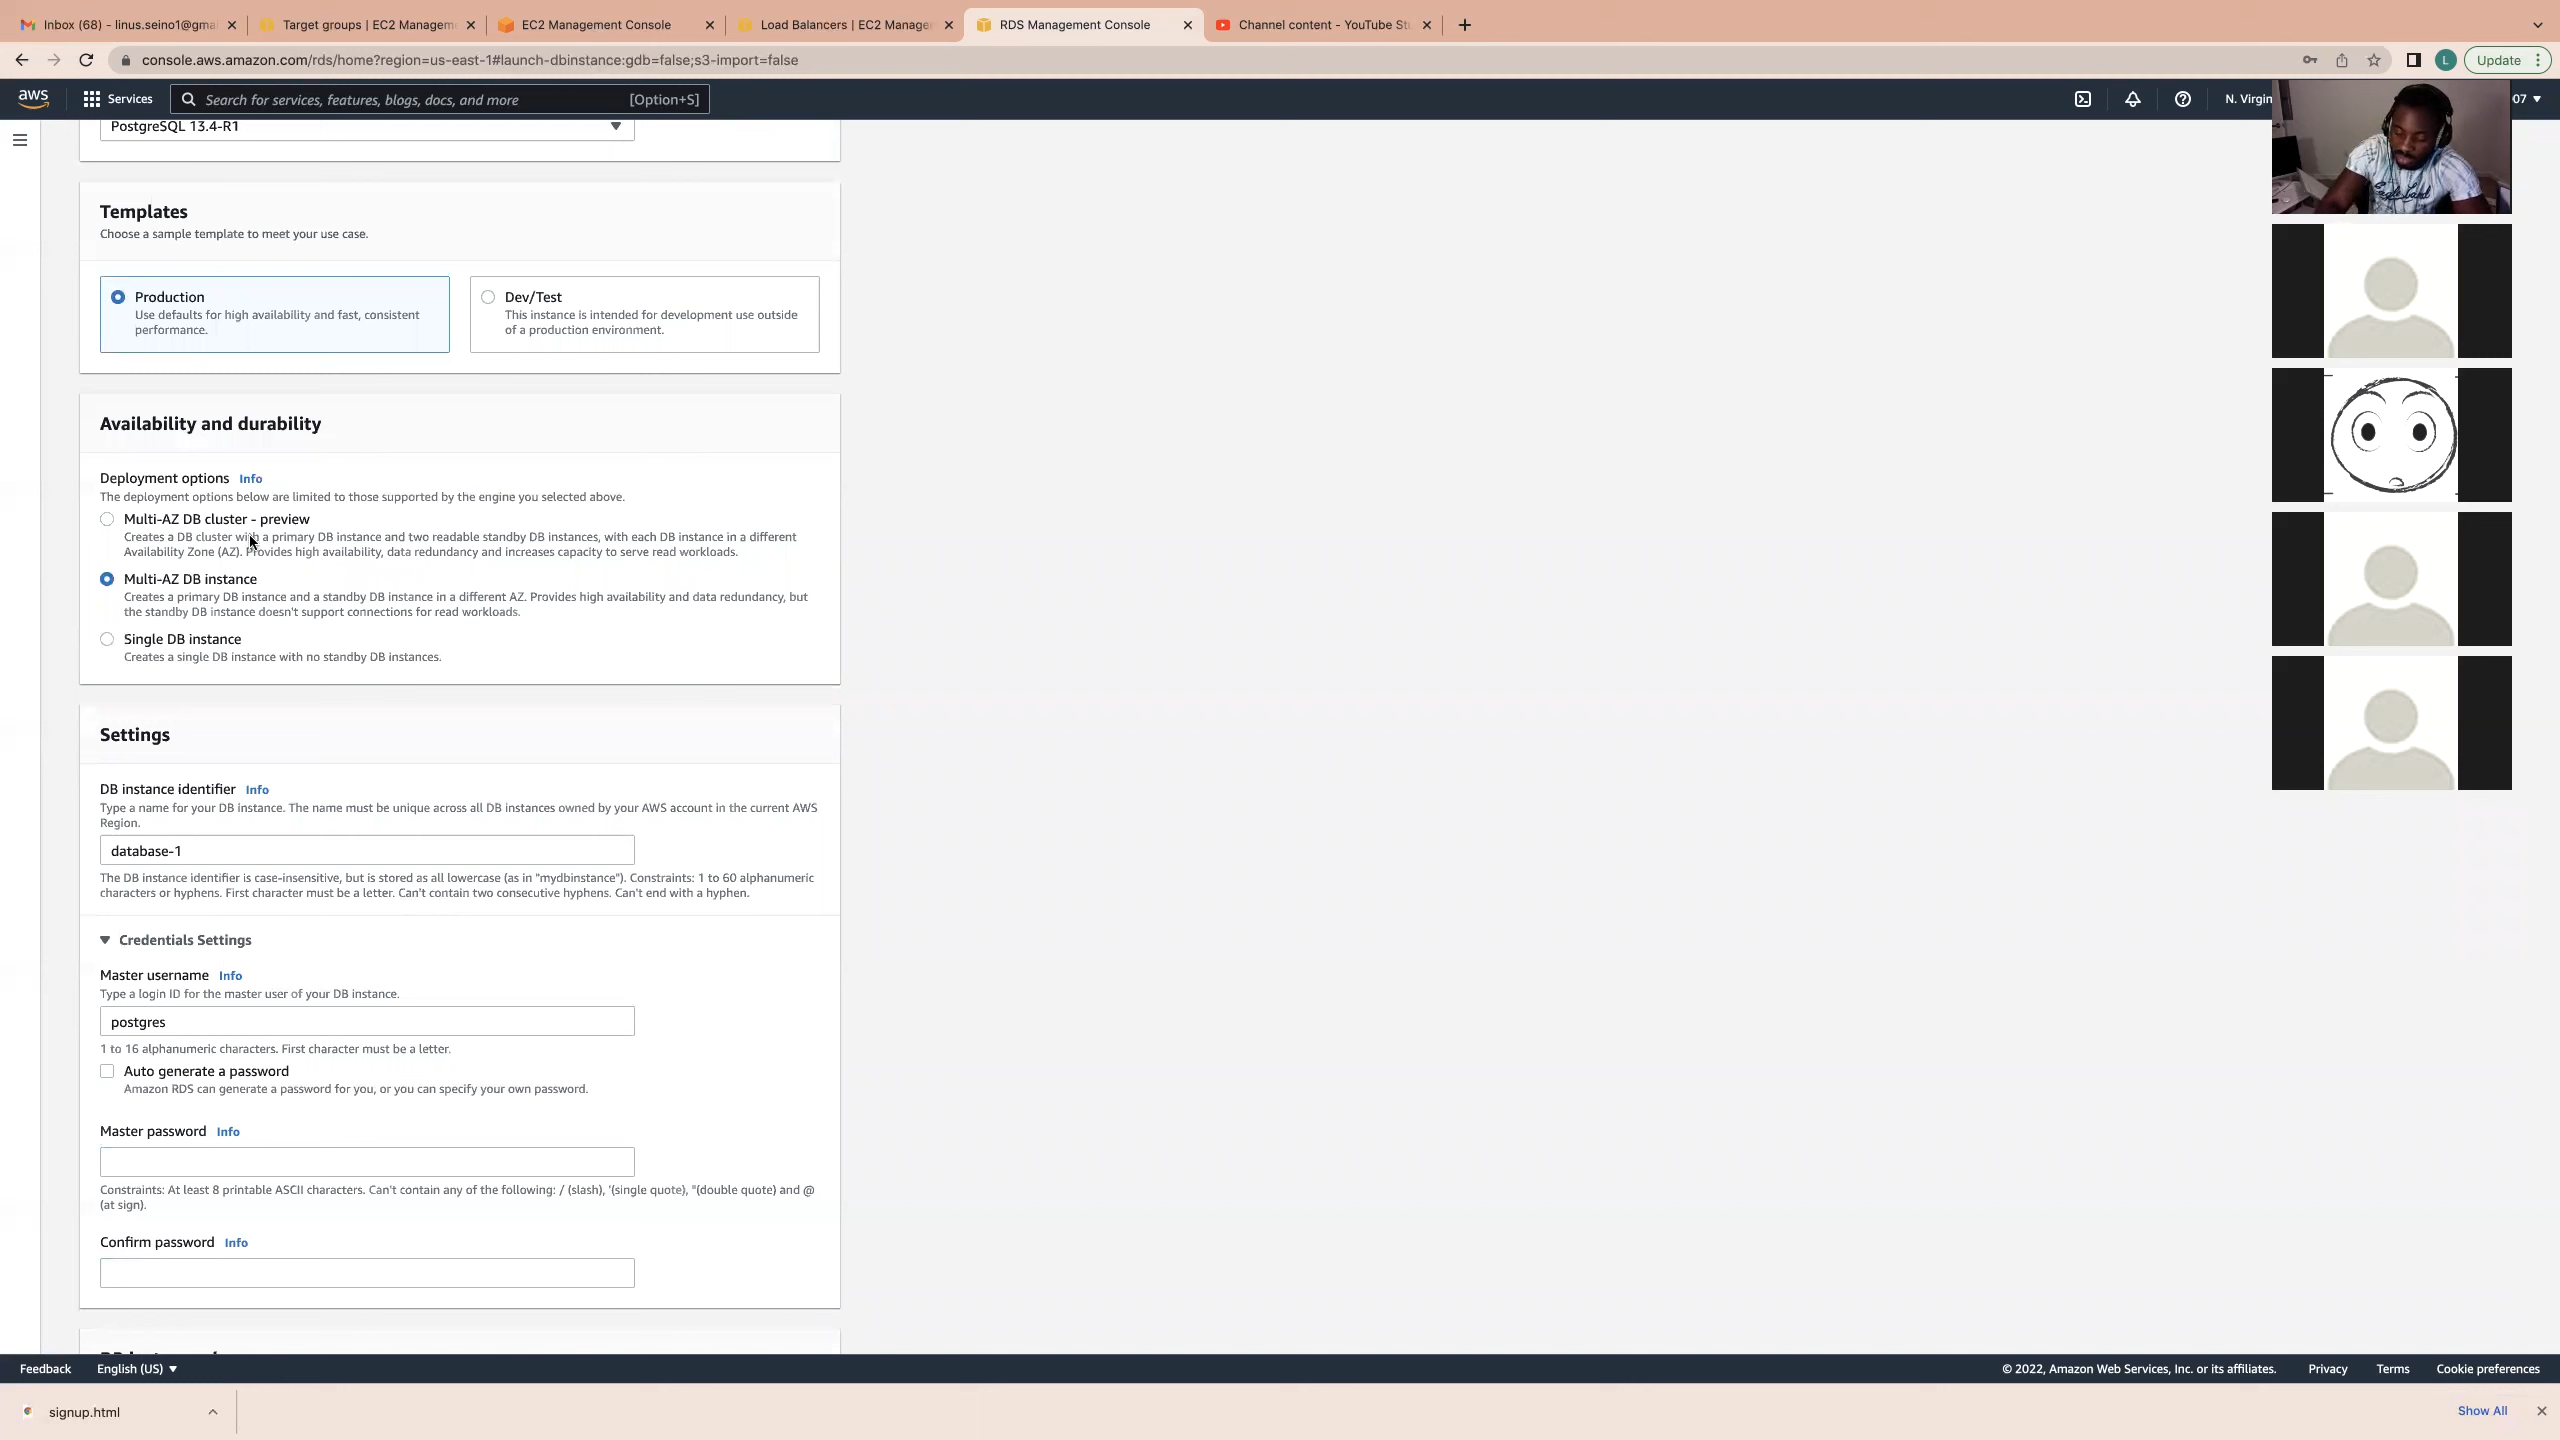 Inbox (68) - linus.seino1@gma
Target groups | EC2 Managem
EC2 Management Console
Load Balancers | EC2 Manage
RDS Management Console
Channel content - YouTube St
console.aws.amazon.com/rds/home?region=us-east-1#launch-dbinstance:gdb=false;s3-import=false
L
Update
aws
Services
Search for services, features, blogs, docs, and more
[Option+S]
N. Virgin
07
PostgreSQL 13.4-R1
Templates
Choose a sample template to meet your use case.
Production
Use defaults for high availability and fast, consistent
performance.
Dev/Test
This instance is intended for development use outside
of a production environment.
Availability and durability
Deployment options Info
The deployment options below are limited to those supported by the engine you selected above.
Multi-AZ DB cluster - preview
Creates a DB cluster with a primary DB instance and two readable standby DB instances, with each DB instance in a different
Availability Zone (AZ). Provides high availability, data redundancy and increases capacity to serve read workloads.
Multi-AZ DB instance
Creates a primary DB instance and a standby DB instance in a different AZ. Provides high availability and data redundancy, but
the standby DB instance doesn't support connections for read workloads.
Single DB instance
Creates a single DB instance with no standby DB instances.
Settings
DB instance identifier Info
Type a name for your DB instance. The name must be unique across all DB instances owned by your AWS account in the current AWS
Region.
database-1
The DB instance identifier is case-insensitive, but is stored as all lowercase (as in "mydbinstance"). Constraints: 1 to 60 alphanumeric
characters or hyphens. First character must be a letter. Can't contain two consecutive hyphens. Can't end with a hyphen.
Credentials Settings
Master username Info
Type a login ID for the master user of your DB instance.
postgres
1 to 16 alphanumeric characters. First character must be a letter.
Auto generate a password
Amazon RDS can generate a password for you, or you can specify your own password.
Master password Info
Constraints: At least 8 printable ASCII characters. Can't contain any of the following: / (slash), '(single quote), "(double quote) and @
(at sign).
Confirm password Info
Feedback
English (US)
© 2022, Amazon Web Services, Inc. or its affiliates.
Privacy
Terms
Cookie preferences
signup.html
Show All